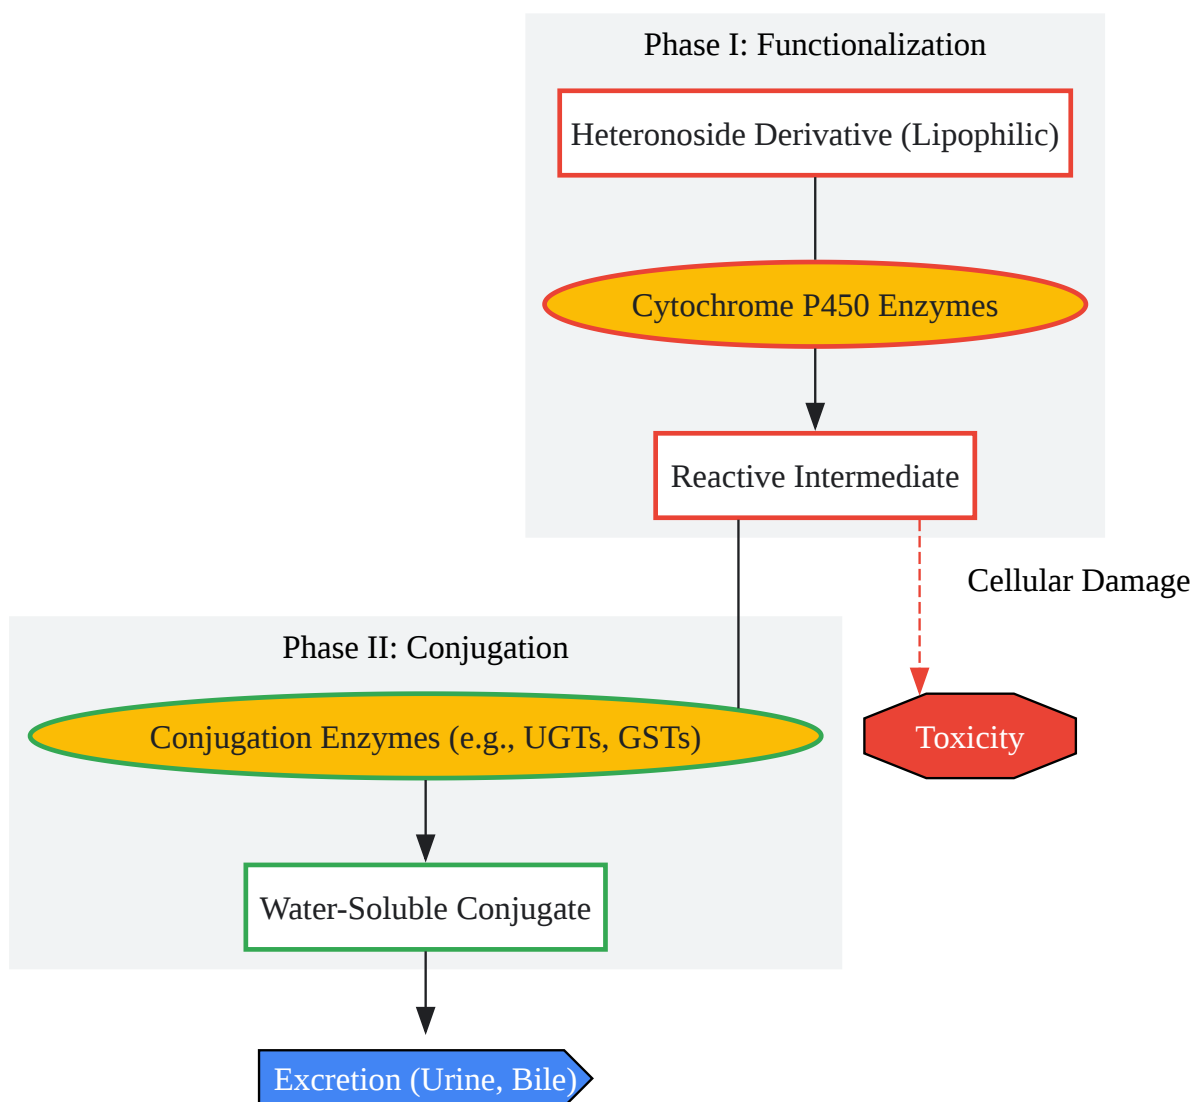 Phase I: Functionalization
Heteronoside Derivative (Lipophilic)
Cytochrome P450 Enzymes
Reactive Intermediate
Cellular Damage
Phase II: Conjugation
Conjugation Enzymes (e.g., UGTs, GSTs)
Toxicity
Water-Soluble Conjugate
Excretion (Urine, Bile)